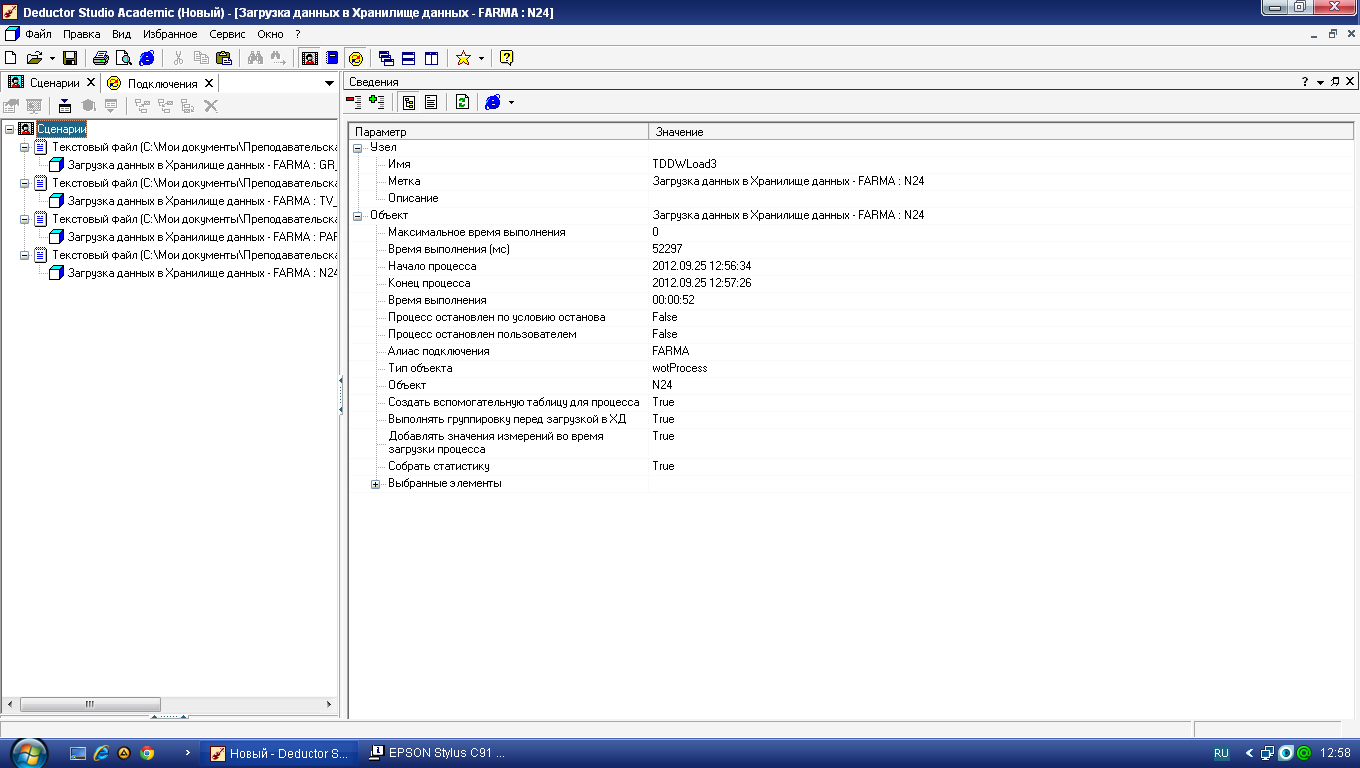 Deductor Studio Academic (Новый) - [Загрузка данных в Хранилище данных - FARMA : N24]
Файл Правка Вид Избранное Сервис Окно ?
Сценарии Подключения
Сведения
Сценарии
Текстовый файл (C:\Мои документы\Преподавательска
Загрузка данных в Хранилище данных - FARMA : GR_
Текстовый файл (C:\Мои документы\Преподавательска
Загрузка данных в Хранилище данных - FARMA : TV_
Текстовый файл (C:\Мои документы\Преподавательска
Загрузка данных в Хранилище данных - FARMA : PAR
Текстовый файл (C:\Мои документы\Преподавательска
Загрузка данных в Хранилище данных - FARMA : N24
Параметр Значение
Узел
Имя TDDWLoad3
Метка Загрузка данных в Хранилище данных - FARMA : N24
Описание
Объект Загрузка данных в Хранилище данных - FARMA : N24
Максимальное время выполнения 0
Время выполнения (мс) 52297
Начало процесса 2012.09.25 12:56:34
Конец процесса 2012.09.25 12:57:26
Время выполнения 00:00:52
Процесс остановлен по условию останова False
Процесс остановлен пользователем False
Алиас подключения FARMA
Тип объекта wotProcess
Объект N24
Создать вспомогательную таблицу для процесса True
Выполнять группировку перед загрузкой в ХД True
Добавлять значения измерений во время True
загрузки процесса
Собрать статистику True
Выбранные элементы
Новый - Deductor S... EPSON Stylus C91 ... RU 12:58